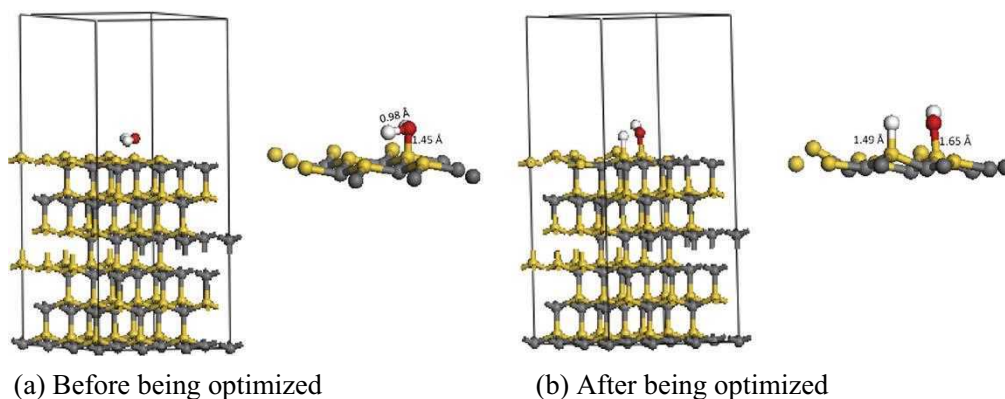 0.98 Å
1.45 Å
1.49 Å
1.65 Å
(a) Before being optimized
(b) After being optimized